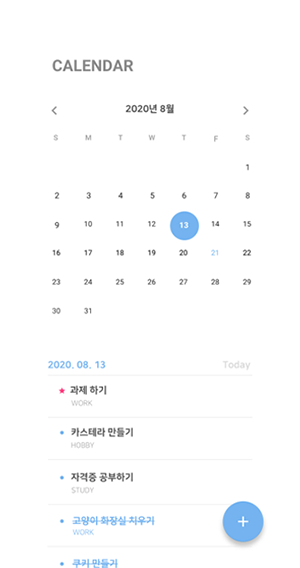 CALENDAR
2020년 8월
S M T W T F S
1
2 3 4 5 6 7 8
9 10 11 12 13 14 15
16 17 18 19 20 21 22
23 24 25 26 27 28 29
30 31
2020. 08. 13 Today
과제 하기
WORK
카스테라 만들기
HOBBY
자격증 공부하기
STUDY
고양이 화장실 치우기
WORK
쿠키 만들기